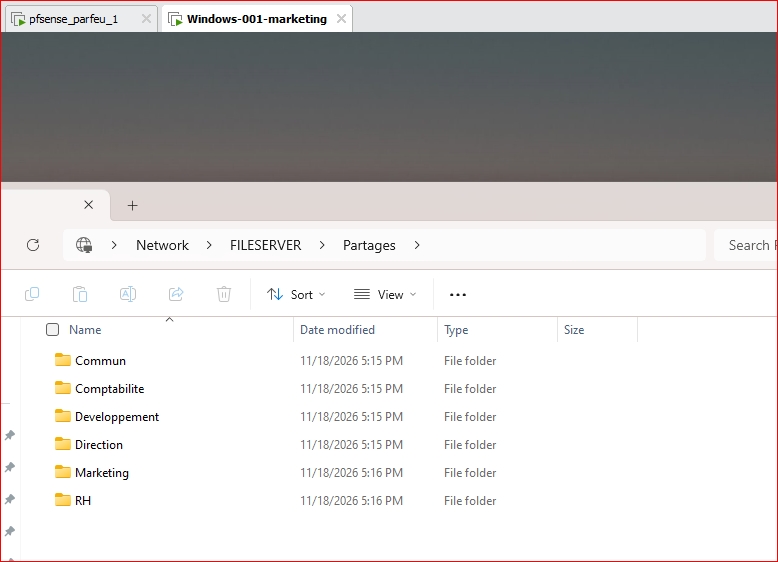 pfsense_parfeu_1
Windows-001-marketing
Network > FILESERVER > Partages >
Search
Sort
View
Name Date modified Type Size
Commun 11/18/2026 5:15 PM File folder
Comptabilite 11/18/2026 5:15 PM File folder
Developpement 11/18/2026 5:15 PM File folder
Direction 11/18/2026 5:15 PM File folder
Marketing 11/18/2026 5:16 PM File folder
RH 11/18/2026 5:16 PM File folder